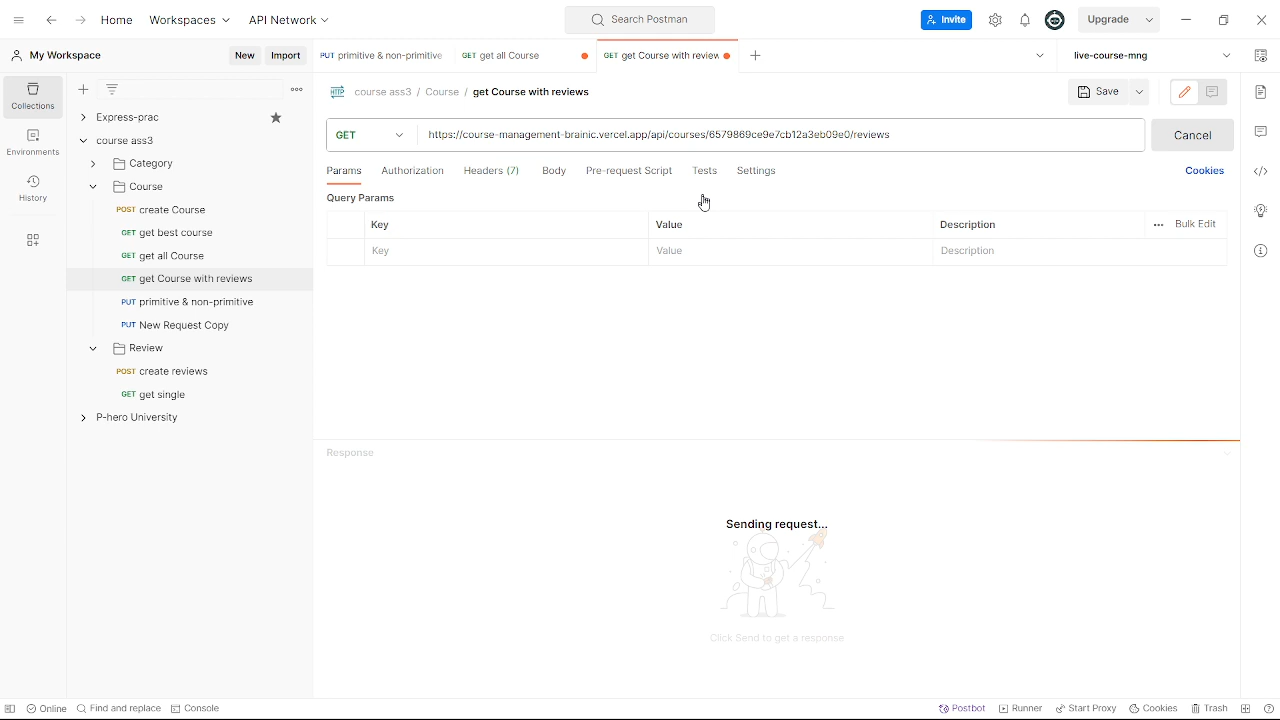 Home Workspaces API Network Search Postman Invite Upgrade
y Workspace New Import PUT primitive & non-primitive GET get all Course GET get Course with review live-course-mng
Collections Express-prac course ass3 / Course / get Course with reviews Save
course ass3
Environments Category GET https://course-management-brainic.vercel.app/api/courses/6579869ce9e7cb12a3eb09e0/reviews Cancel
History Course Params Authorization Headers (7) Body Pre-request Script Tests Settings Cookies
POST create Course Query Params
GET get best course Key Value Description Bulk Edit
GET get all Course Key Value Description
GET get Course with reviews
PUT primitive & non-primitive
PUT New Request Copy
Review
POST create reviews
GET get single
P-hero University
Response
Sending request...
Click Send to get a response
Online Find and replace Console Postbot Runner Start Proxy Cookies Trash